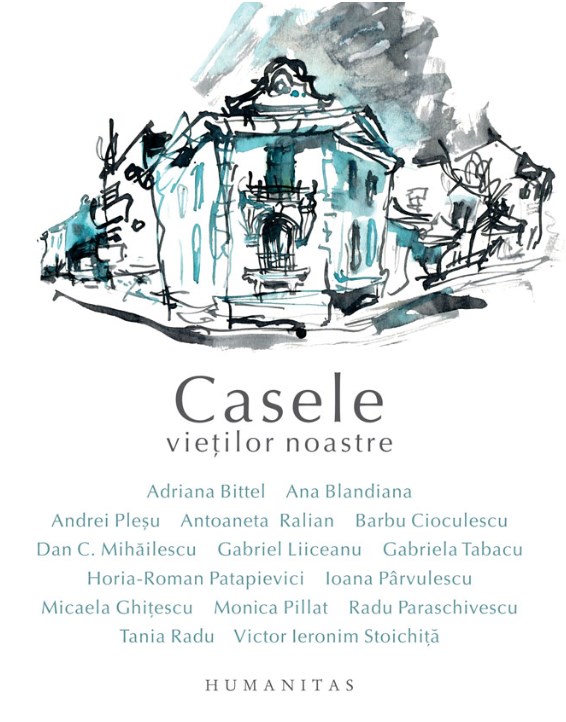 Casele
vieților noastre
Adriana Bittel Ana Blandiana
Andrei Pleșu Antoaneta Ralian Barbu Cioculescu
Dan C. Mihăilescu Gabriel Liiceanu Gabriela Tabacu
Horia-Roman Patapievici Ioana Pârvulescu
Micaela Ghițescu Monica Pillat Radu Paraschivescu
Tania Radu Victor Ieronim Stoichiță
HUMANITAS